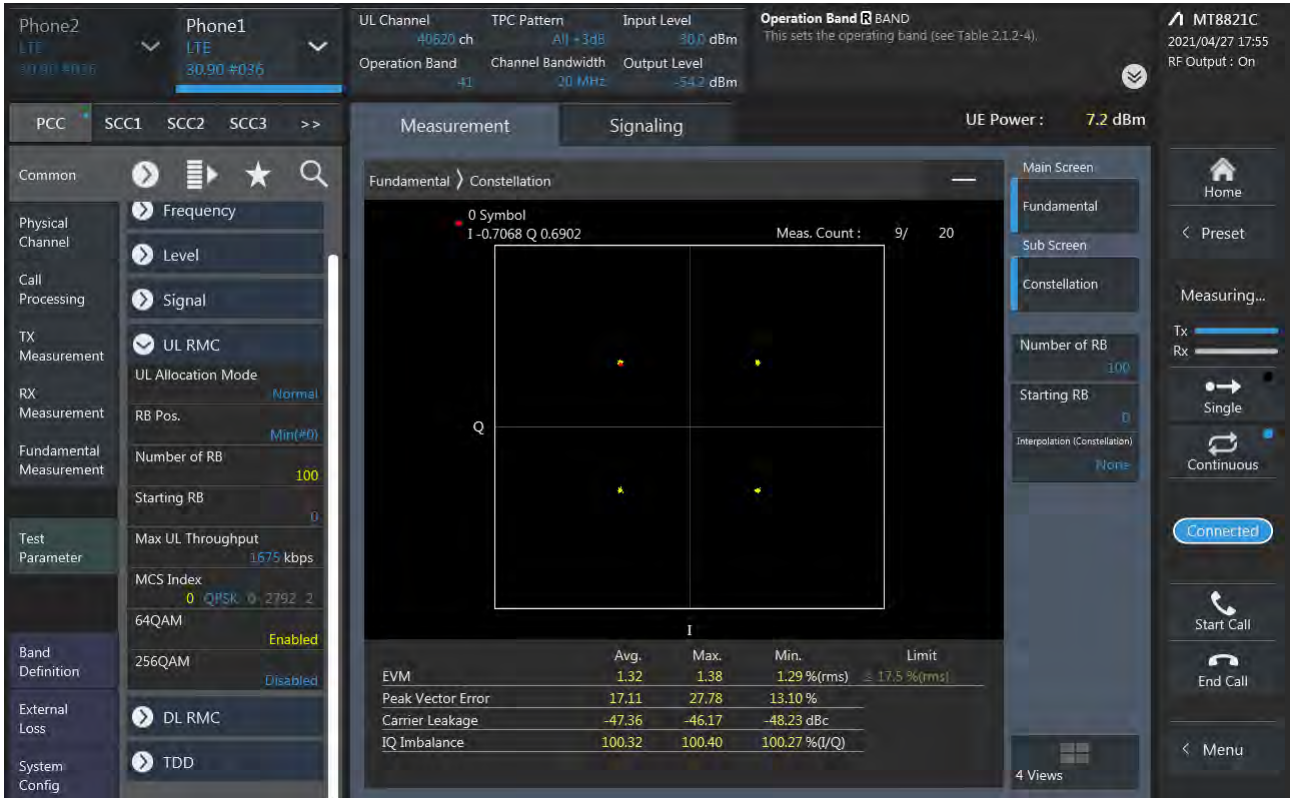 Phone2
LTE
30.90 #036
Phone1
LTE
30.90 #036
UL Channel
40620 ch
TPC Pattern
All +3dB
Input Level
30.0 dBm
Operation Band
41
Channel Bandwidth
20 MHz
Output Level
-54.2 dBm
Operation Band R BAND
This sets the operating band (see Table 2.1.2-4).
MT8821C
2021/04/27 17:55
RF Output : On
PCC SCC1 SCC2 SCC3 >>
Measurement
Signaling
UE Power : 7.2 dBm
Common
Physical
Channel
Call
Processing
TX
Measurement
RX
Measurement
Fundamental
Measurement
Test
Parameter
Band
Definition
External
Loss
System
Config
Frequency
Level
Signal
UL RMC
UL Allocation Mode
Normal
RB Pos.
Min(#0)
Number of RB
100
Starting RB
0
Max UL Throughput
1675 kbps
MCS Index
0 QPSK 0 2792 2
64QAM
Enabled
256QAM
Disabled
DL RMC
TDD
Fundamental > Constellation
0 Symbol
I -0.7068 Q 0.6902
Meas. Count : 9/ 20
Q
I
Avg. Max. Min. Limit
EVM 1.32 1.38 1.29 %(rms) ≤ 17.5 %(rms)
Peak Vector Error 17.11 27.78 13.10 %
Carrier Leakage -47.36 -46.17 -48.23 dBc
IQ Imbalance 100.32 100.40 100.27 %(I/Q)
Main Screen
Fundamental
Sub Screen
Constellation
Number of RB
100
Starting RB
0
Interpolation (Constellation)
None
4 Views
Home
< Preset
Measuring...
Tx
Rx
Single
Continuous
Connected
Start Call
End Call
< Menu